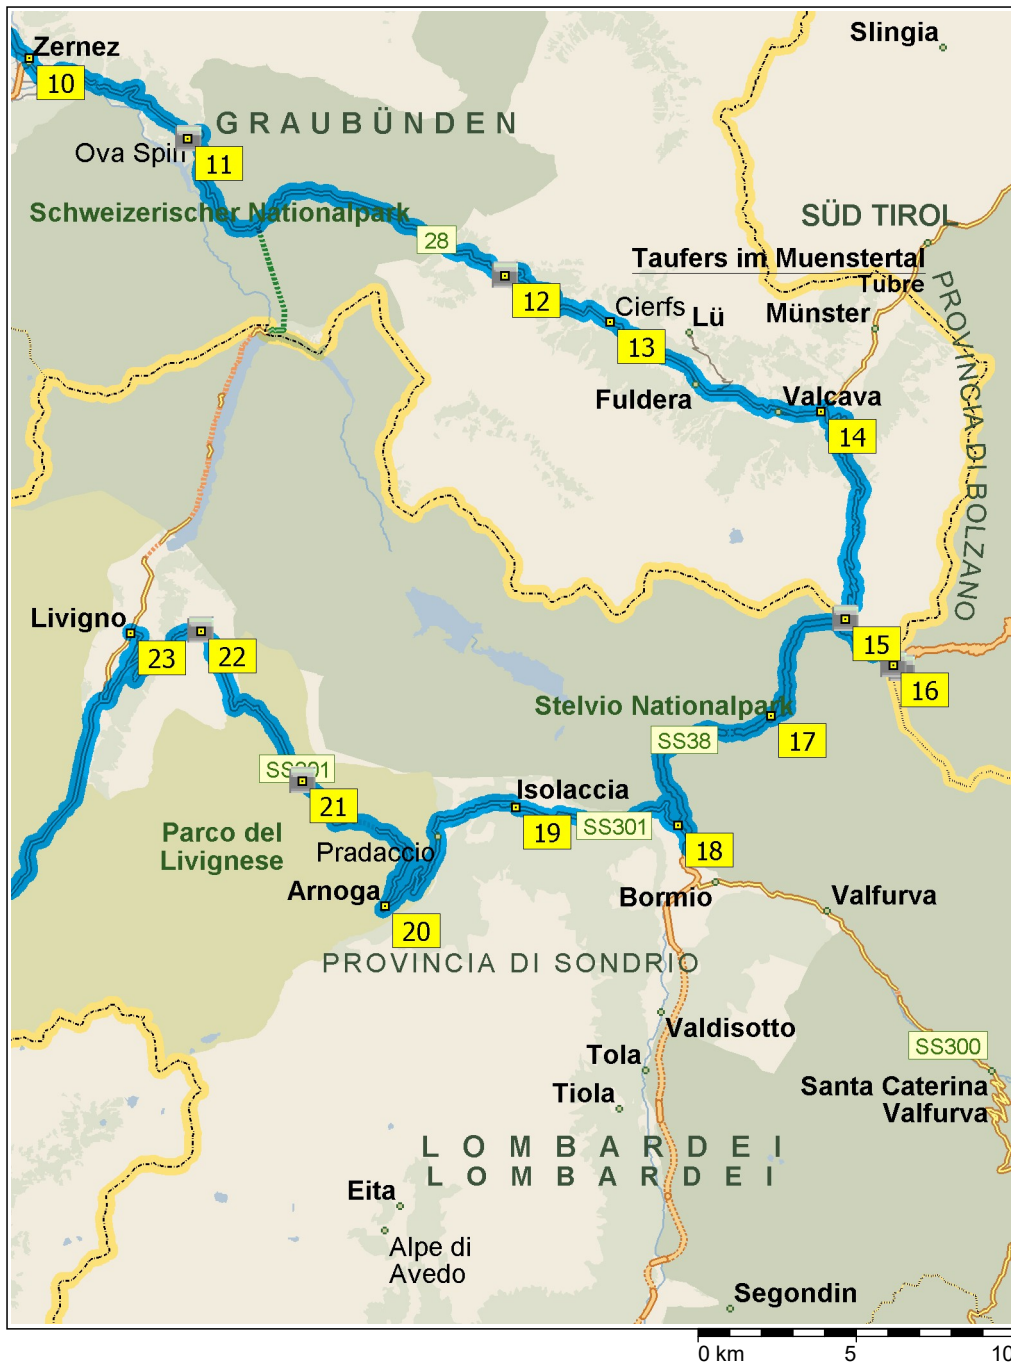 Slingia
Zernez
10
GRAUBÜNDEN
Ova Spin
11
Schweizerischer Nationalpark
SÜD TIROL
28
Taufers im Muenstertal
Tubre
12
Cierfs
Lü
Münster
13
PROVINCIA DI BOLZANO
Fuldera
Valcava
14
Livigno
15
23
22
16
Stelvio Nationalpark
SS38
17
SS301
21
Isolaccia
19
SS301
Parco del
Livignese
Pradaccio
18
Arnoga
Bormio
Valfurva
20
PROVINCIA DI SONDRIO
Valdisotto
SS300
Tola
Tiola
Santa Caterina
Valfurva
LOMBARDEI
LOMBARDEI
Eita
Alpe di
Avedo
Segondin
0 km 5 10